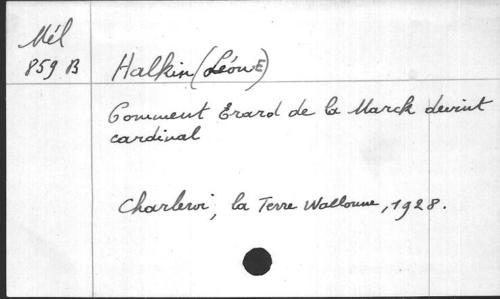 Mél
859 B
Halkin (Léon-E)
Comment Erard de la Marck devint
cardinal
Charleroi, la Terre Wallonne, 1928.